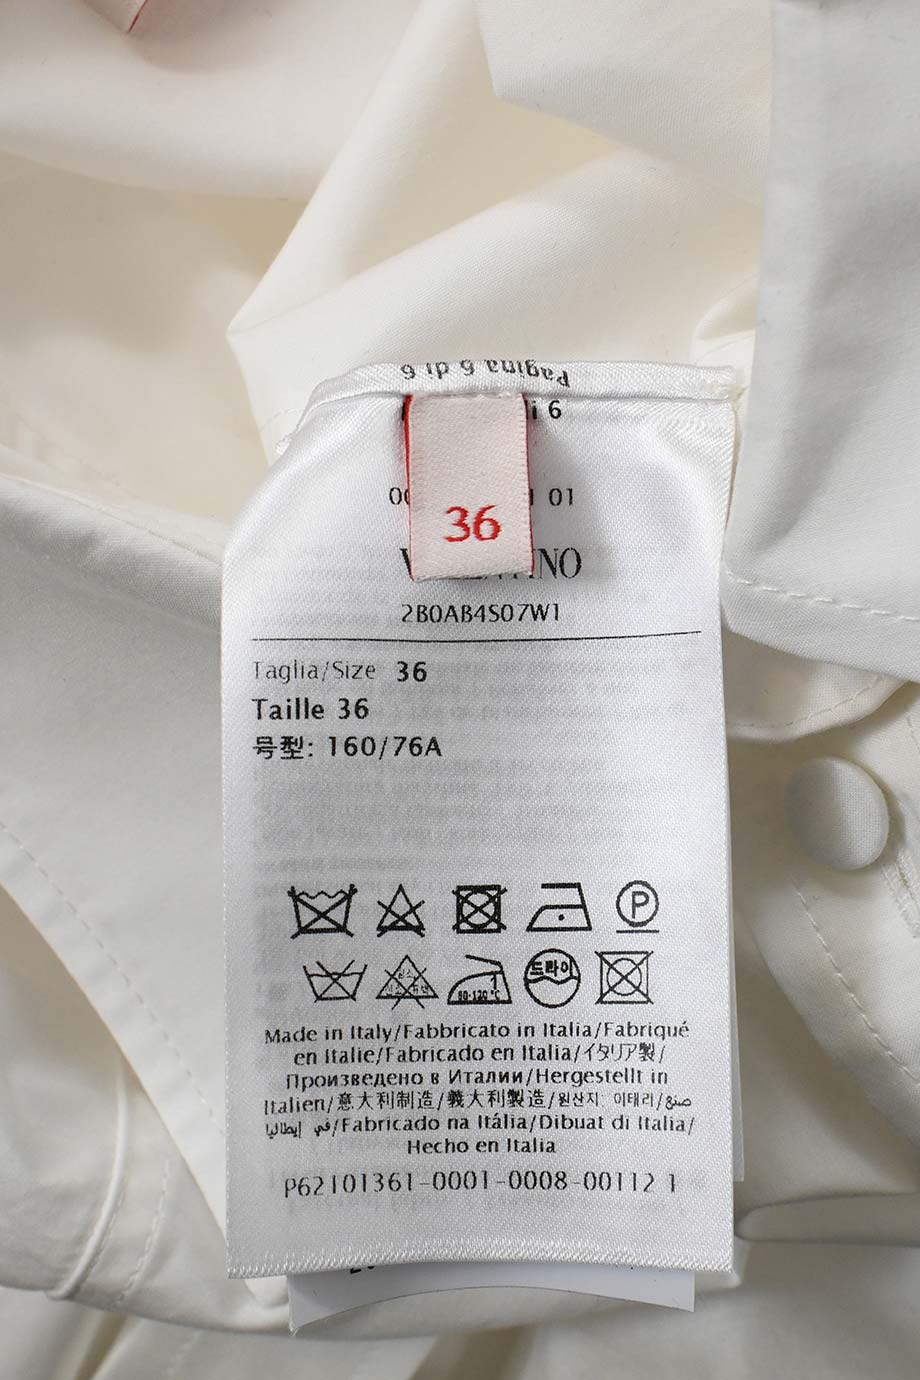 Pagina 6 di 6
i 6
36
01
VALENTINO
2B0AB4S07W1
Taglia/Size 36
Taille 36
号型: 160/76A
P
드라이
80-120°C
Made in Italy/Fabbricato in Italia/Fabriqué
en Italie/Fabricado en Italia/イタリア製/
Произведено в Италии/Hergestellt in
Italien/意大利制造/義大利製造/원산지: 이태리/صنع
في إيطاليا/Fabricado na Itália/Dibuat di Italia/
Hecho en Italia
P62101361-0001-0008-00112 1